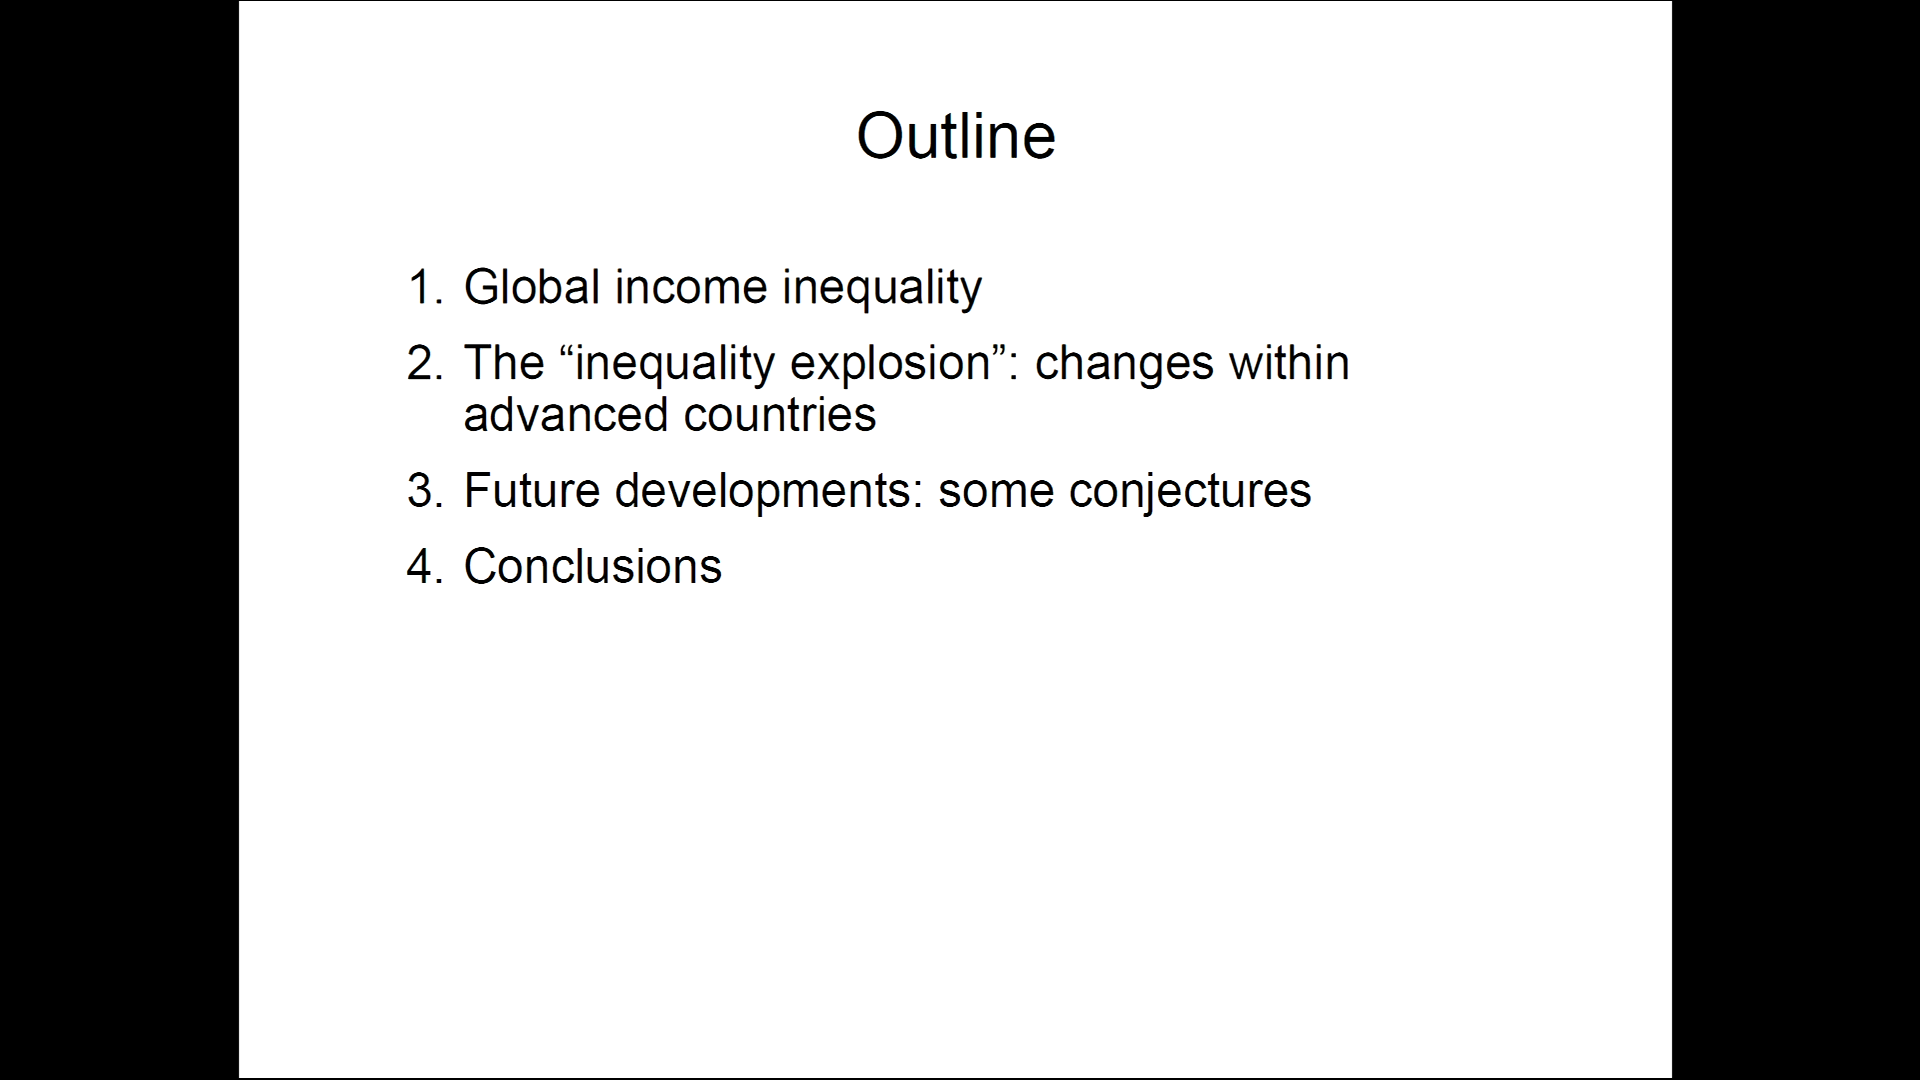 Outline
1. Global income inequality
2. The “inequality explosion”: changes within
advanced countries
3. Future developments: some conjectures
4. Conclusions